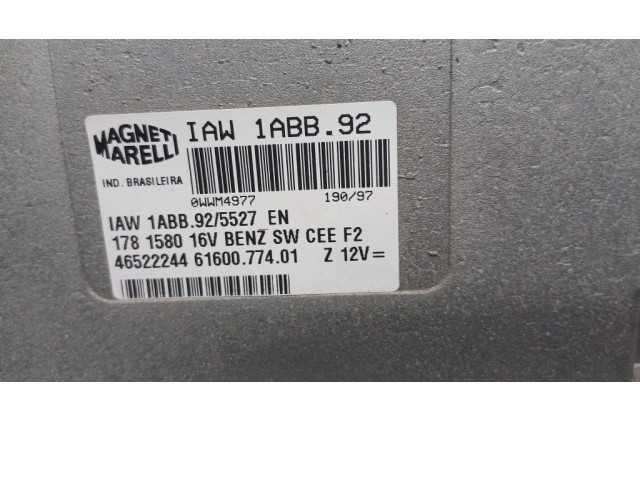 MAGNETI MARELLI IAW 1ABB.92
IND. BRASILEIRA
0WWM4977 190/97
IAW 1ABB.92/5527 EN
178 1580 16V BENZ SW CEE F2
46522244 61600.774.01 Z 12V=